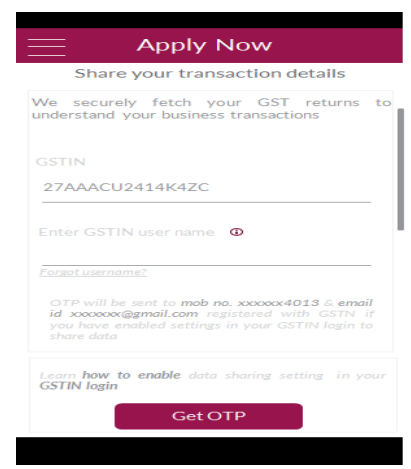 Apply Now
Share your transaction details
We securely fetch your GST returns to
understand your business transactions
GSTIN
27AAACU2414K4ZC
Enter GSTIN user name
Forgot username?
OTP will be sent to mob no. xxxxxx4013 & email
id xxxxxxx@gmail.com registered with GSTN if
you have enabled settings in your GSTIN login to
share data
Learn how to enable data sharing setting in your
GSTIN login
Get OTP